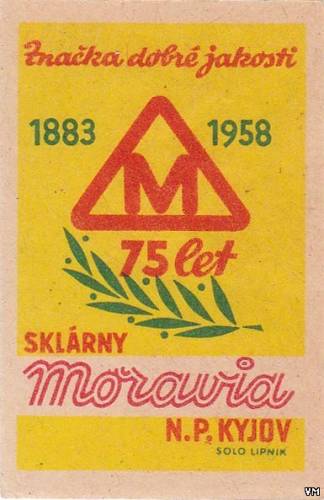 Značka dobré jakosti
1883 1958
M
75 let
SKLÁRNY
Moravia
N.P. KYJOV
SOLO LIPNÍK
VM